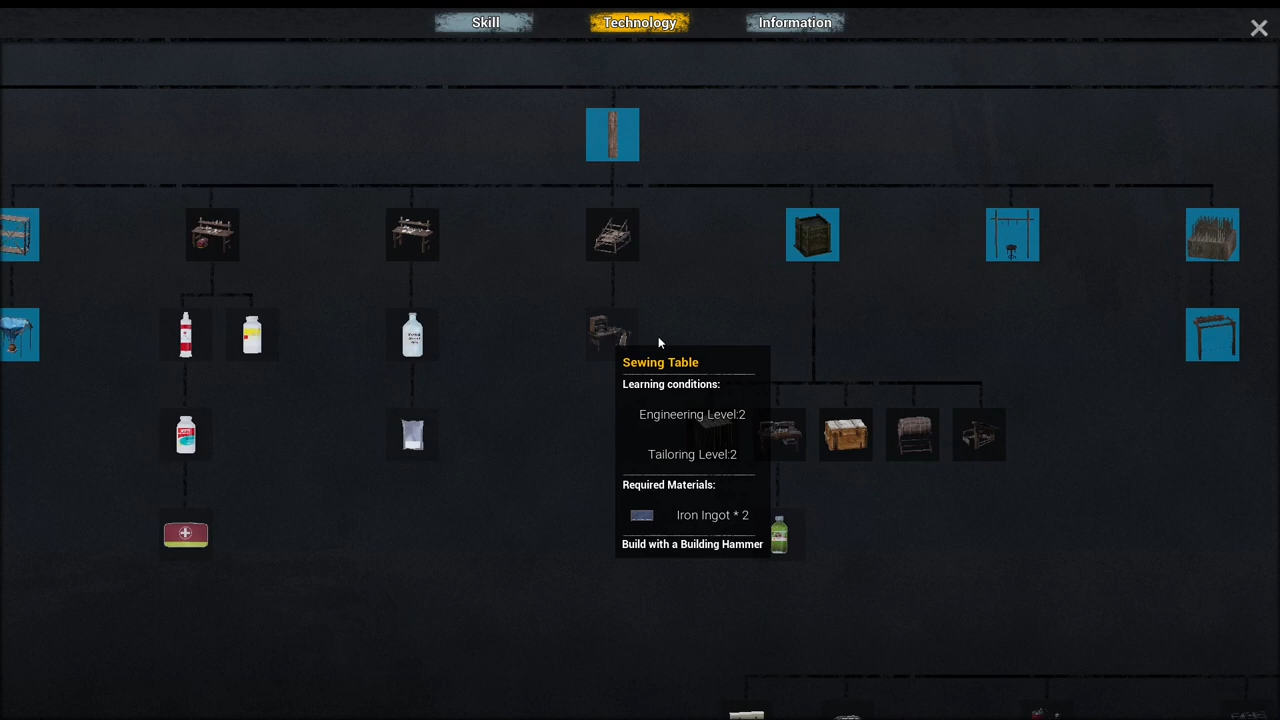 Skill
Technology
Information
Sewing Table
Learning conditions:
Engineering Level:2
Tailoring Level:2
Required Materials:
Iron Ingot * 2
Build with a Building Hammer